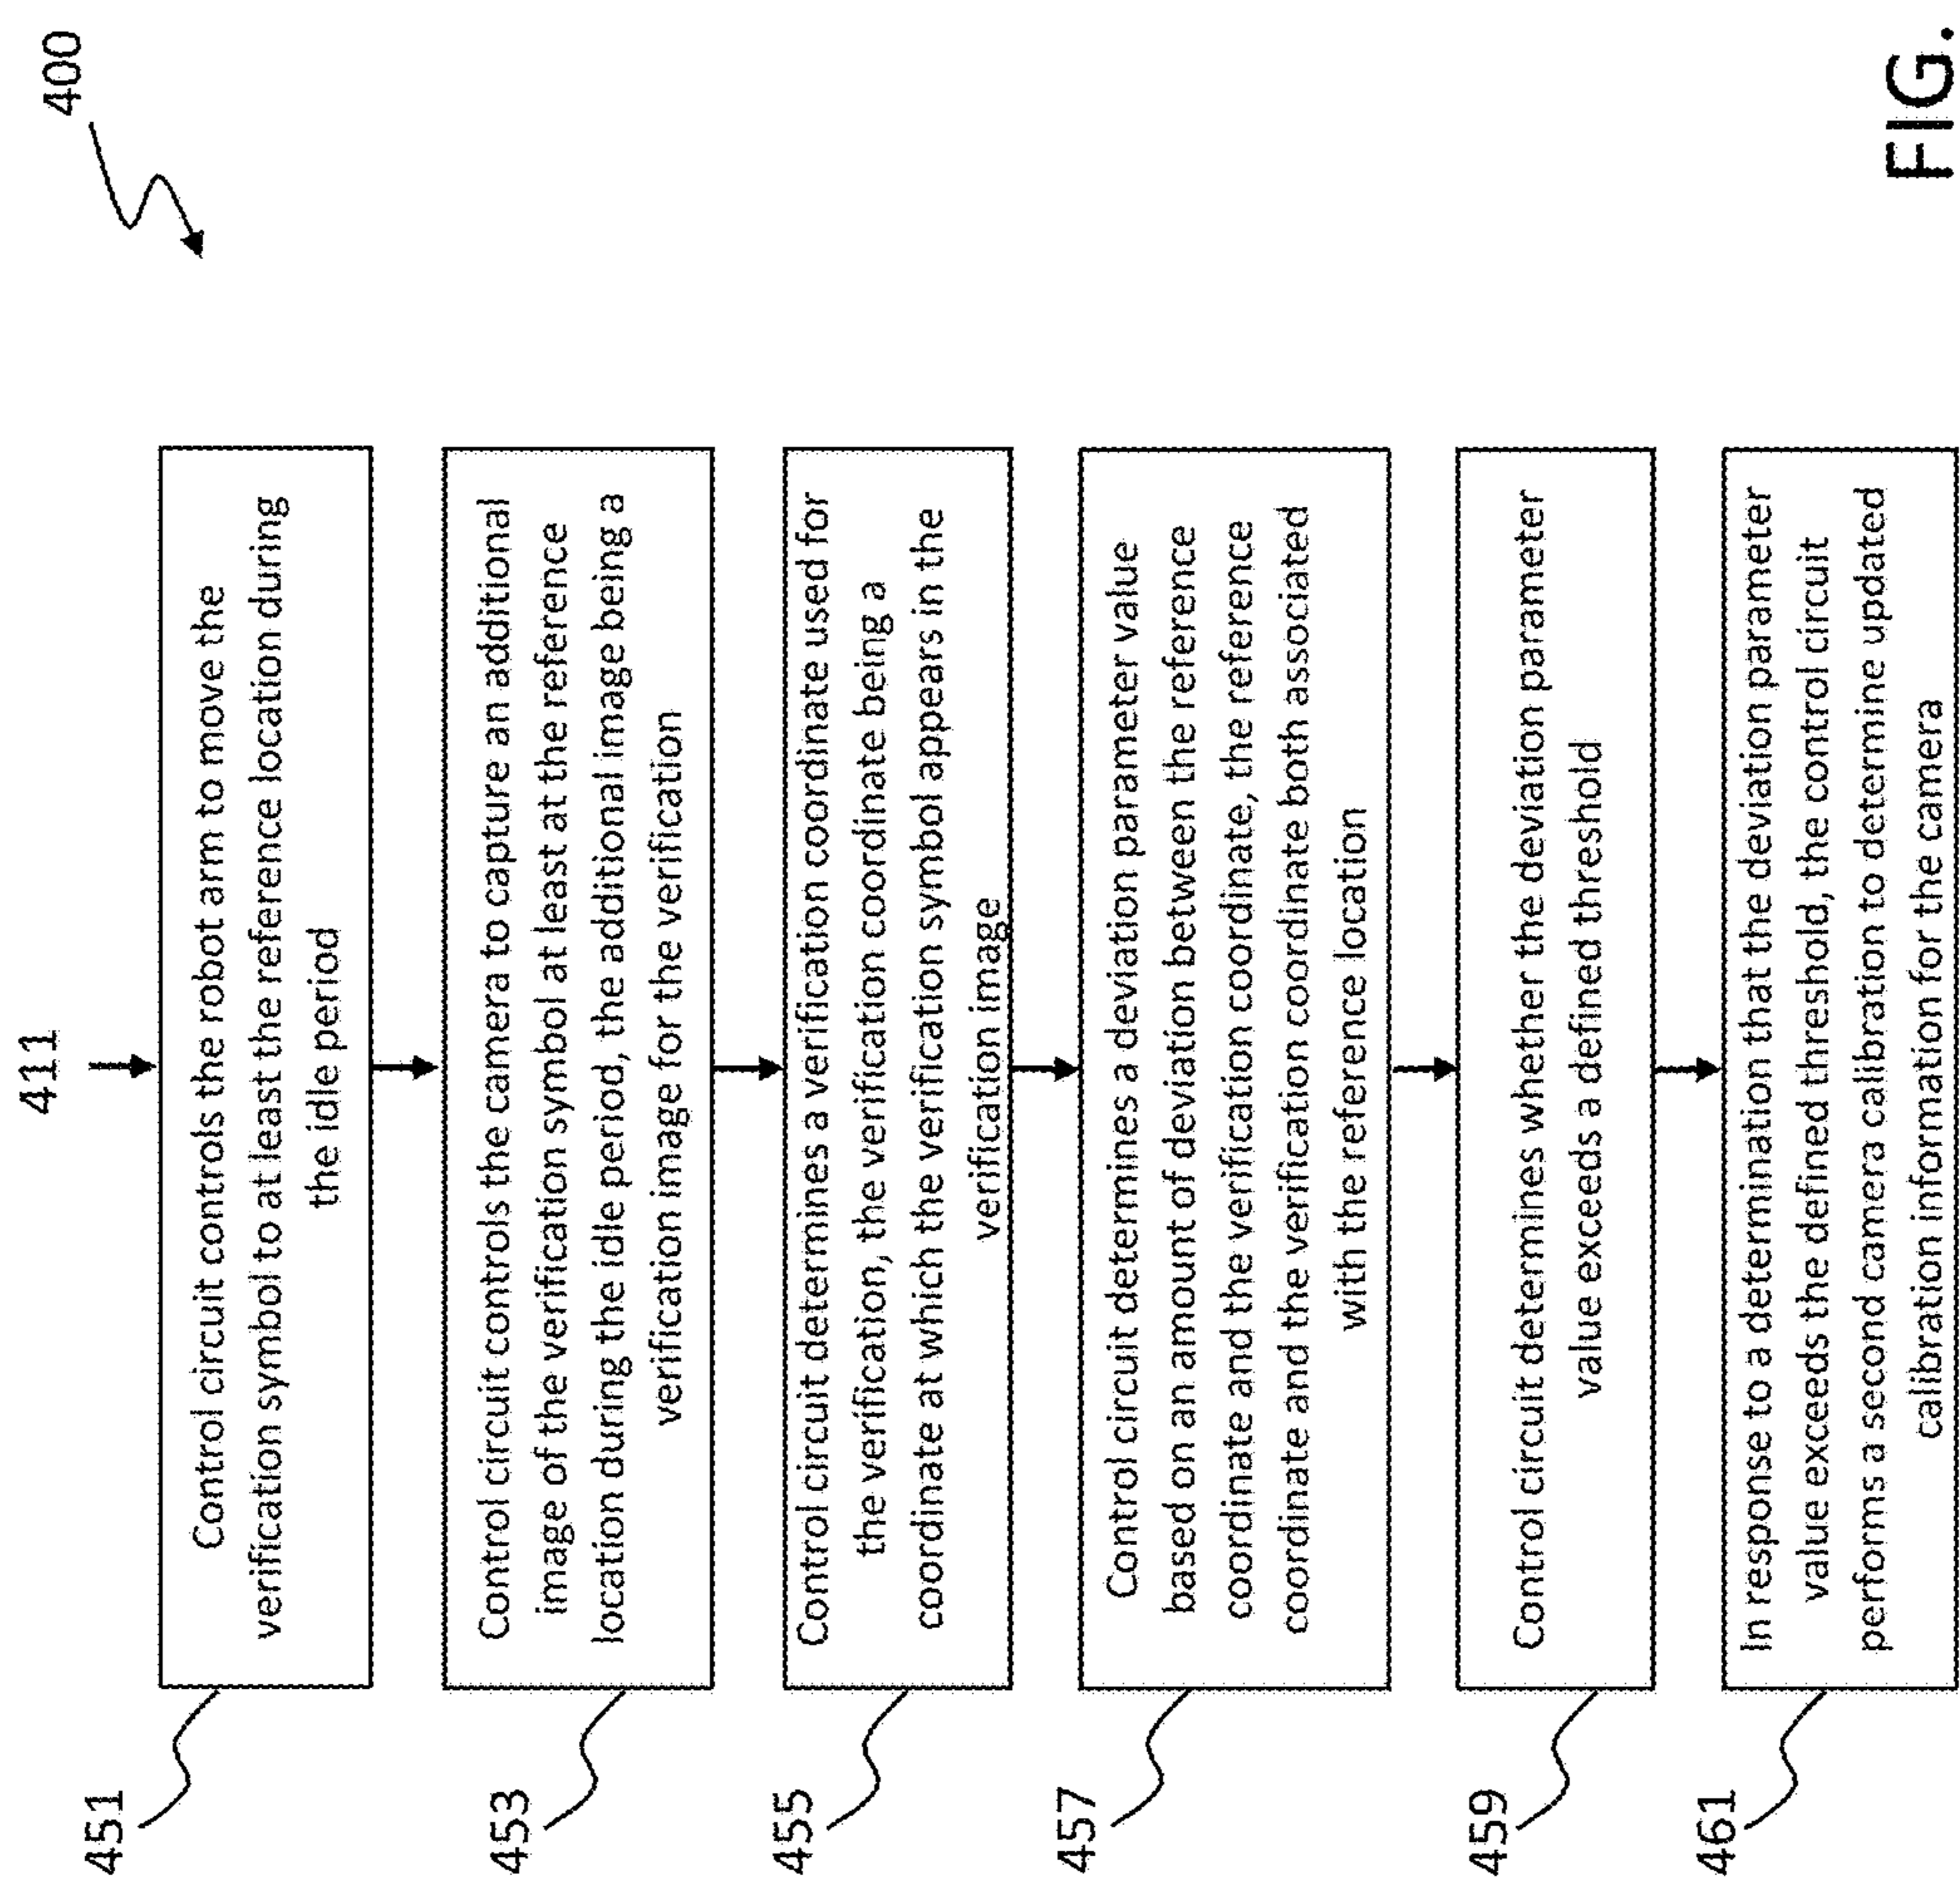 400
411
451
Control circuit controls the robot arm to move the
verification symbol to at least the reference location during
the idle period
453
Control circuit controls the camera to capture an additional
image of the verification symbol at least at the reference
location during the idle period, the additional image being a
verification image for the verification
455
Control circuit determines a verification coordinate used for
the verification, the verification coordinate being a
coordinate at which the verification symbol appears in the
verification image
457
Control circuit determines a deviation parameter value
based on an amount of deviation between the reference
coordinate and the verification coordinate, the reference
coordinate and the verification coordinate both associated
with the reference location
459
Control circuit determines whether the deviation parameter
value exceeds a defined threshold
461
In response to a determination that the deviation parameter
value exceeds the defined threshold, the control circuit
performs a second camera calibration to determine updated
calibration information for the camera
FIG.